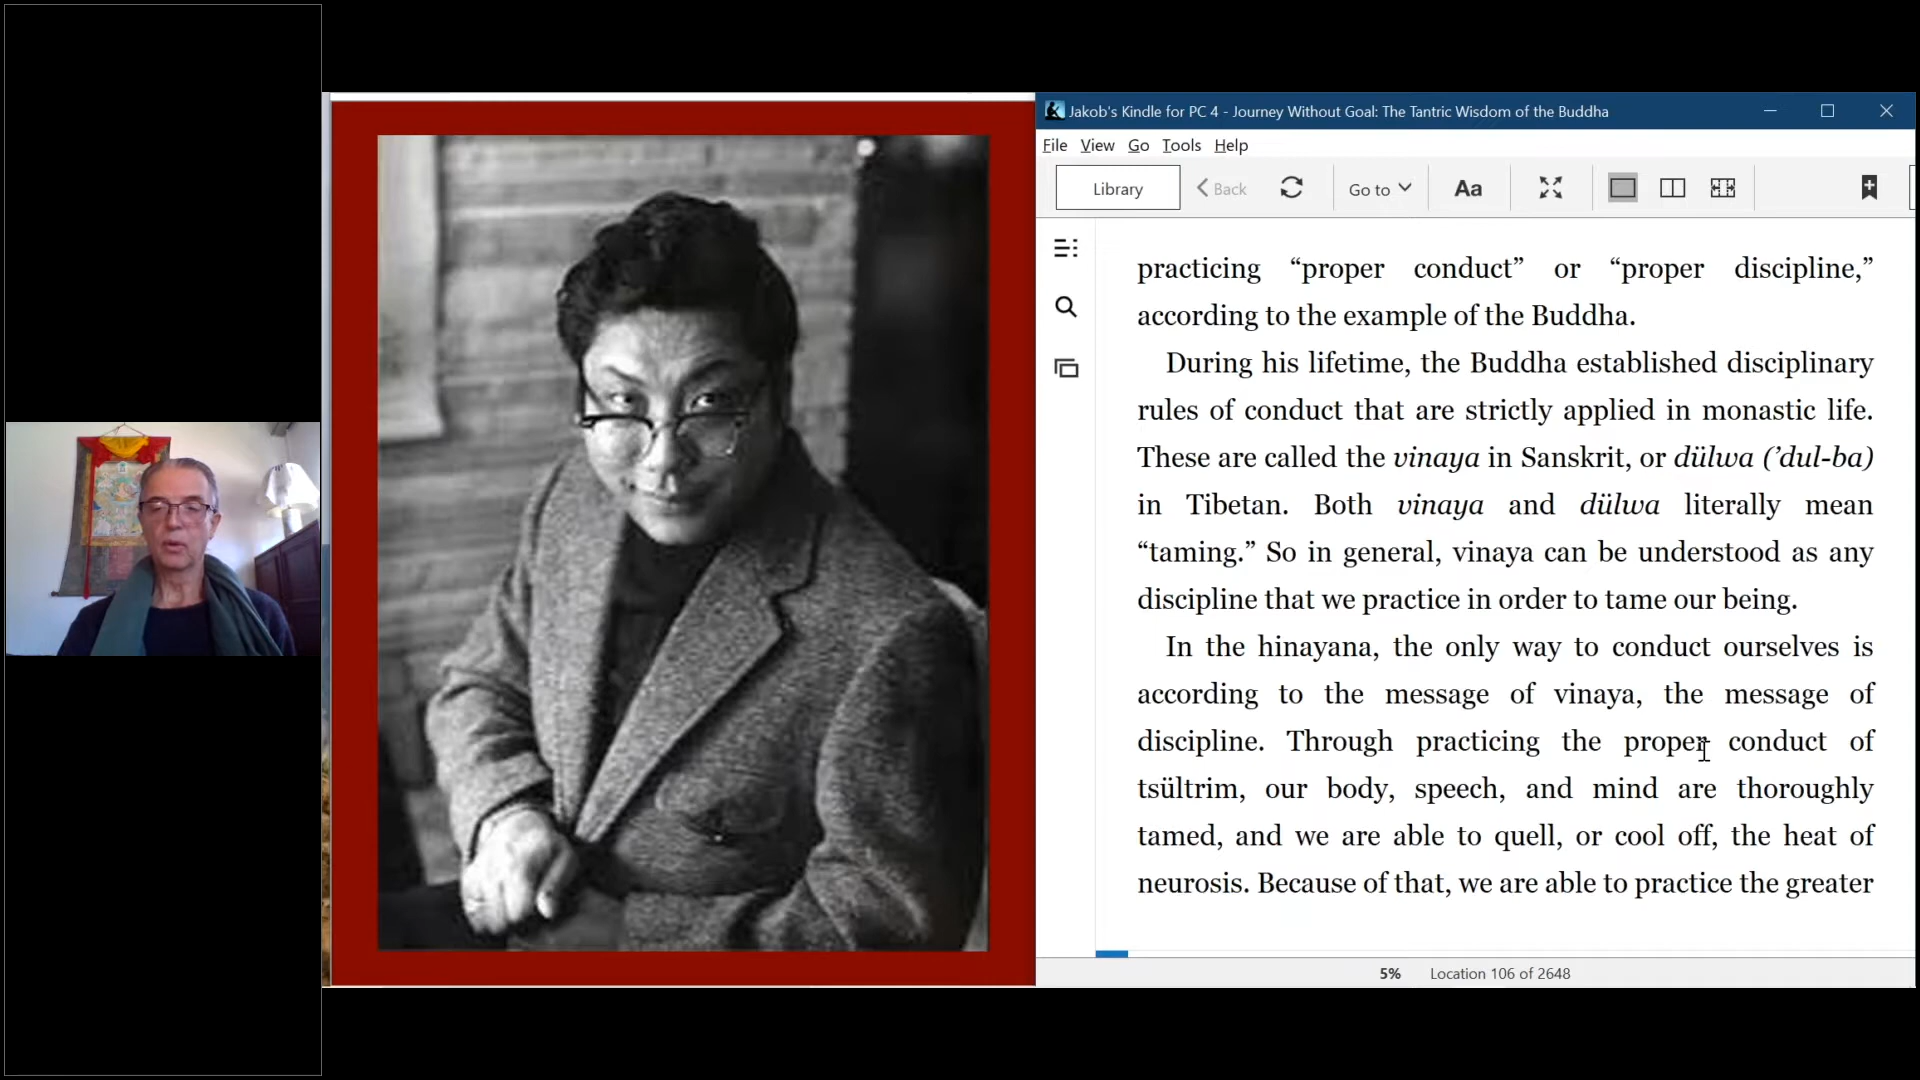 Jakob's Kindle for PC 4 - Journey Without Goal: The Tantric Wisdom of the Buddha
File View Go Tools Help
Library
Back
Go to
Aa
practicing “proper conduct” or “proper discipline,”
according to the example of the Buddha.
During his lifetime, the Buddha established disciplinary
rules of conduct that are strictly applied in monastic life.
These are called the vinaya in Sanskrit, or dülwa (’dul-ba)
in Tibetan. Both vinaya and dülwa literally mean
“taming.” So in general, vinaya can be understood as any
discipline that we practice in order to tame our being.
In the hinayana, the only way to conduct ourselves is
according to the message of vinaya, the message of
discipline. Through practicing the proper conduct of
tsültrim, our body, speech, and mind are thoroughly
tamed, and we are able to quell, or cool off, the heat of
neurosis. Because of that, we are able to practice the greater
5% Location 106 of 2648